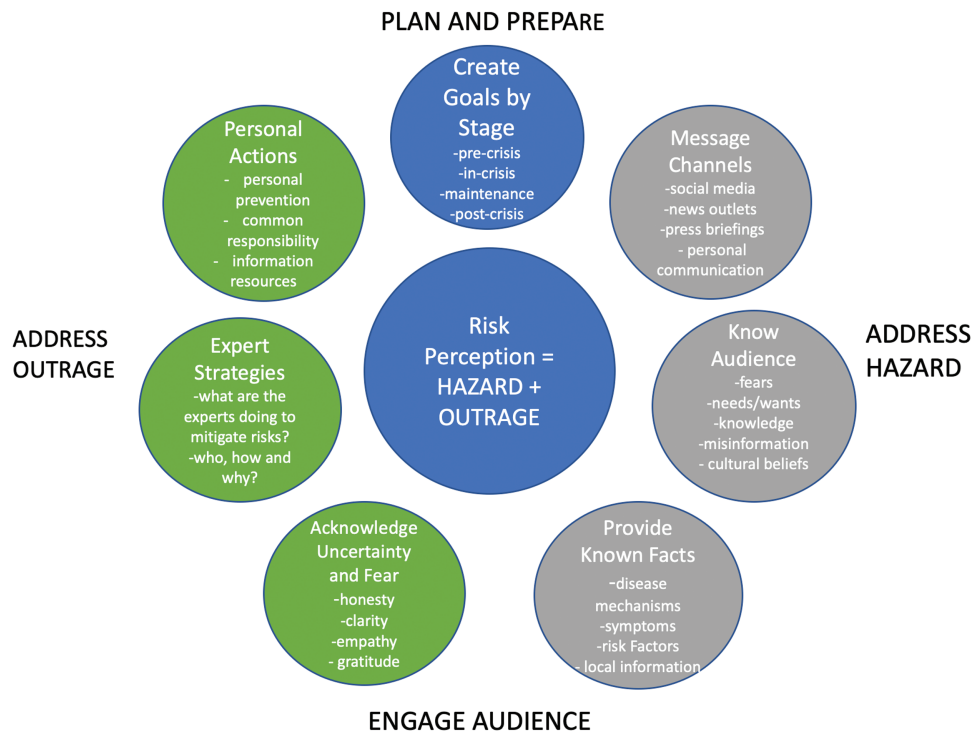 PLAN AND PREPARE
Create
Goals by
Stage
-pre-crisis
-in-crisis
-maintenance
-post-crisis
Message
Channels
-social media
-news outlets
-press briefings
- personal
communication
Know
Audience
-fears
-needs/wants
-knowledge
-misinformation
- cultural beliefs
ADDRESS
HAZARD
Provide
Known Facts
-disease
mechanisms
-symptoms
-risk Factors
- local information
ENGAGE AUDIENCE
Acknowledge
Uncertainty
and Fear
-honesty
-clarity
-empathy
- gratitude
Expert
Strategies
-what are the
experts doing to
mitigate risks?
-who, how and
why?
ADDRESS
OUTRAGE
Personal
Actions
- personal
prevention
- common
responsibility
- information
resources
Risk
Perception =
HAZARD +
OUTRAGE